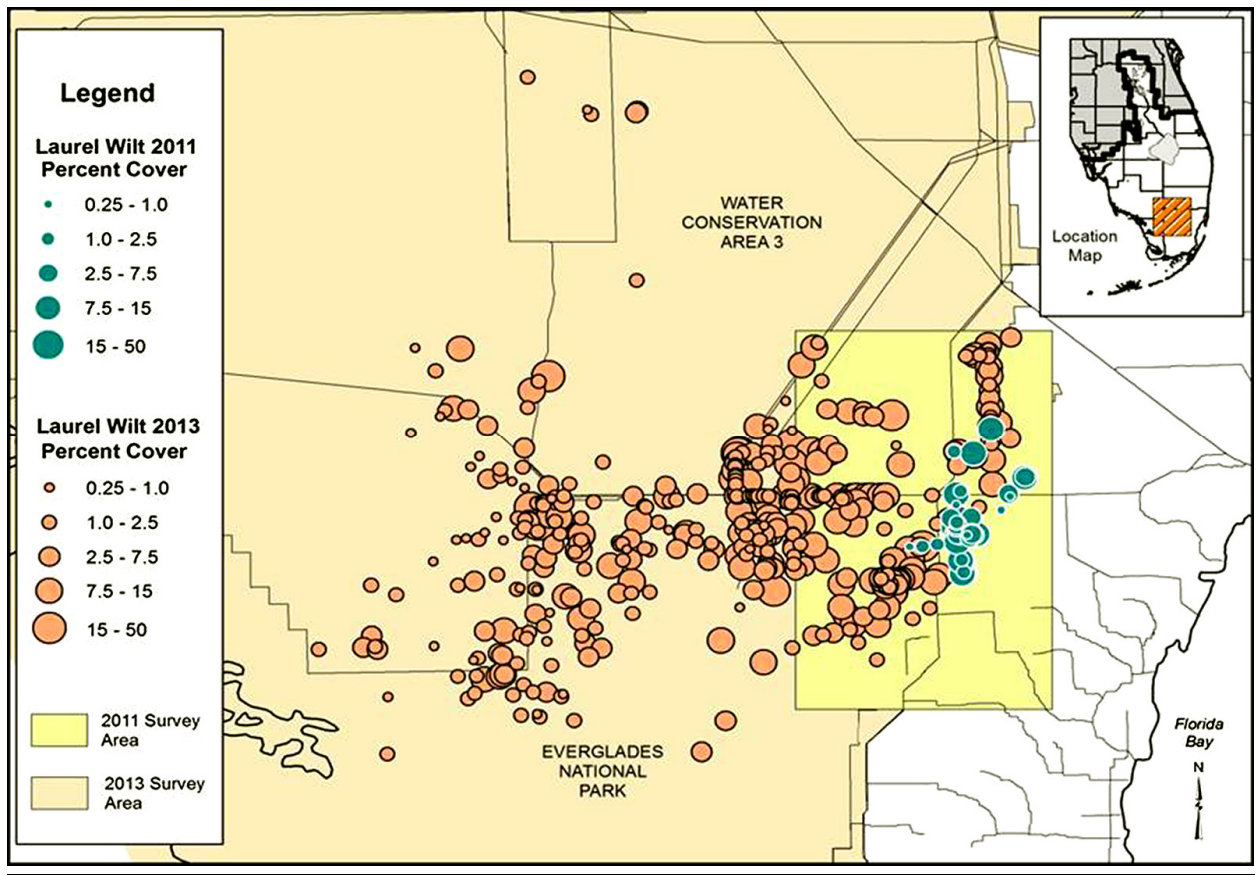 Legend
Laurel Wilt 2011
Percent Cover
0.25 - 1.0
1.0 - 2.5
2.5 - 7.5
7.5 - 15
15 - 50
Laurel Wilt 2013
Percent Cover
0.25 - 1.0
1.0 - 2.5
2.5 - 7.5
7.5 - 15
15 - 50
2011 Survey
Area
2013 Survey
Area
WATER
CONSERVATION
AREA 3
EVERGLADES
NATIONAL
PARK
Location
Map
Florida
Bay
N